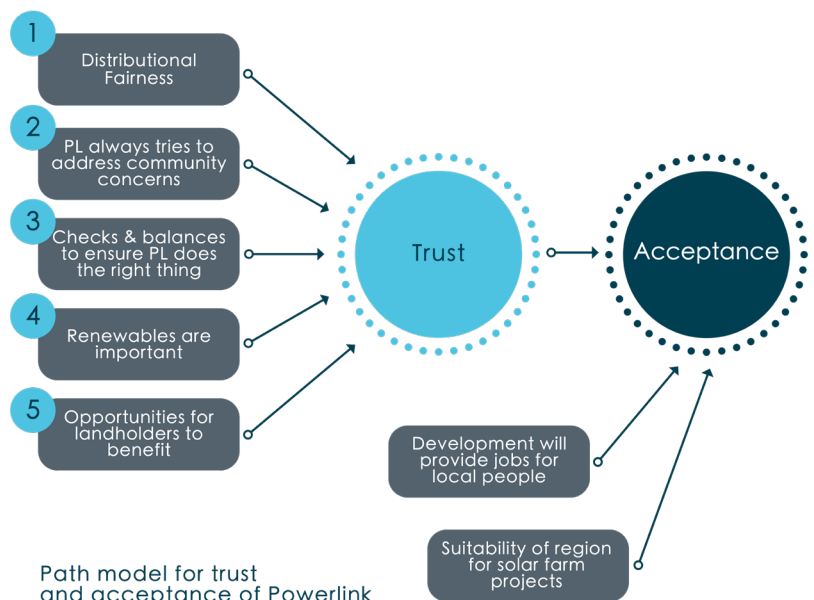 1
Distributional
Fairness
2
PL always tries to
address community
concerns
3
Checks & balances
to ensure PL does
the right thing
4
Renewables are
important
5
Opportunities for
landholders to
benefit
Trust
Acceptance
Development will
provide jobs for
local people
Suitability of region
for solar farm
projects
Path model for trust
and acceptance of Powerlink